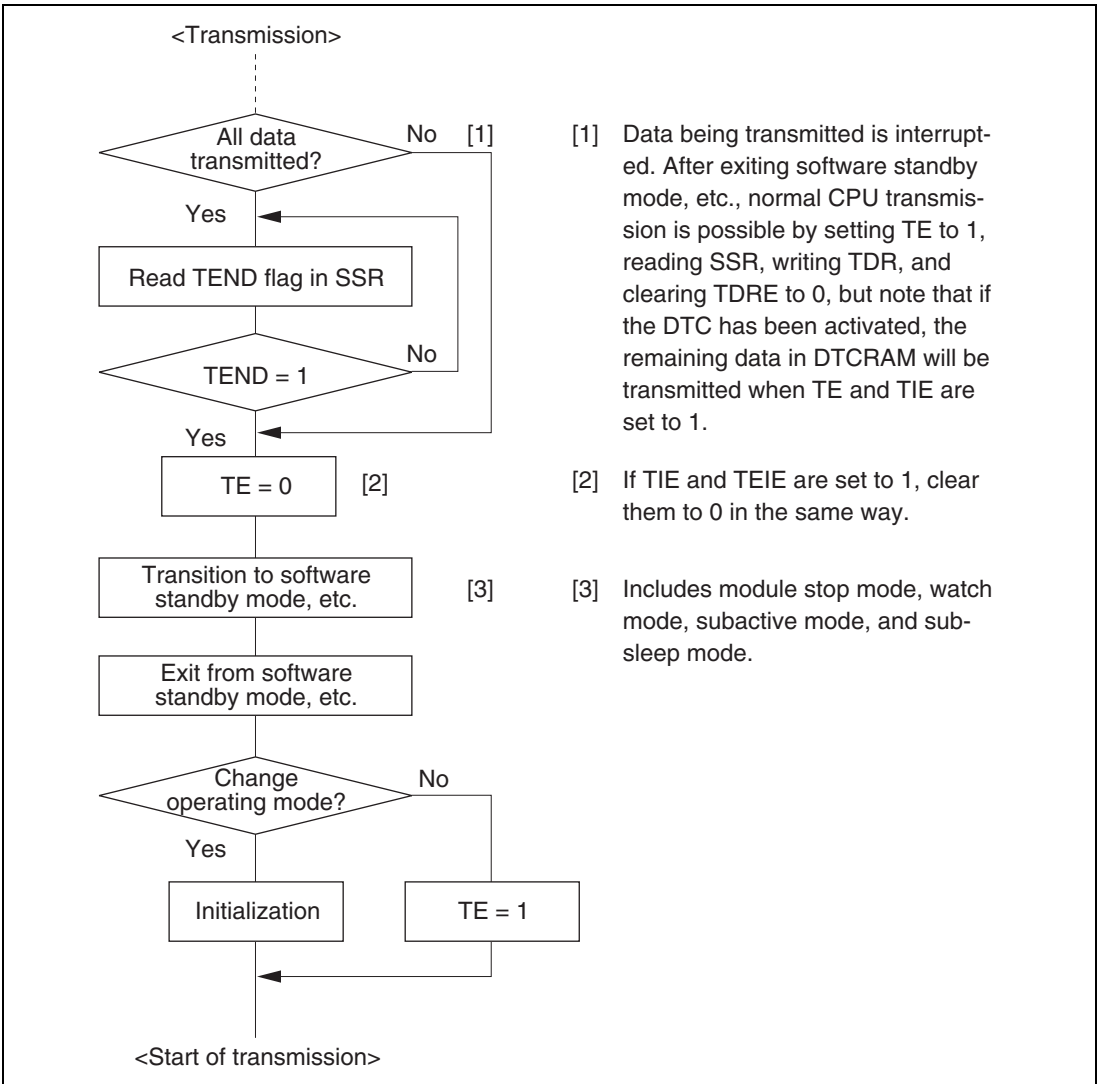 <Transmission>
All data
transmitted?
No
[1]
Yes
Read TEND flag in SSR
TEND = 1
No
Yes
TE = 0
[2]
Transition to software
standby mode, etc.
[3]
Exit from software
standby mode, etc.
Change
operating mode?
No
Yes
Initialization
TE = 1
<Start of transmission>
[1] Data being transmitted is interrupt-
ed. After exiting software standby
mode, etc., normal CPU transmis-
sion is possible by setting TE to 1,
reading SSR, writing TDR, and
clearing TDRE to 0, but note that if
the DTC has been activated, the
remaining data in DTCRAM will be
transmitted when TE and TIE are
set to 1.
[2] If TIE and TEIE are set to 1, clear
them to 0 in the same way.
[3] Includes module stop mode, watch
mode, subactive mode, and sub-
sleep mode.